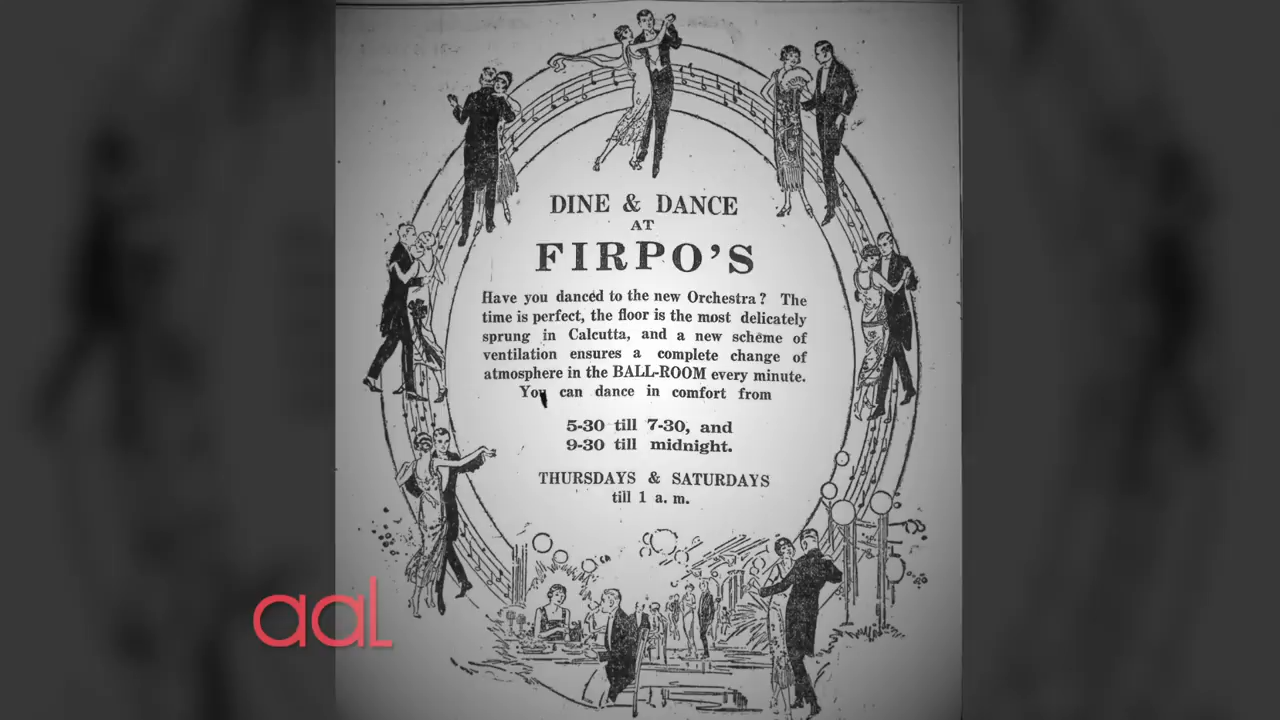 DINE & DANCE
AT
FIRPO'S
Have you danced to the new Orchestra? The
time is perfect, the floor is the most delicately
sprung in Calcutta, and a new scheme of
ventilation ensures a complete change of
atmosphere in the BALL-ROOM every minute.
You can dance in comfort from
5-30 till 7-30, and
9-30 till midnight.
THURSDAYS & SATURDAYS
till 1 a. m.
aaL